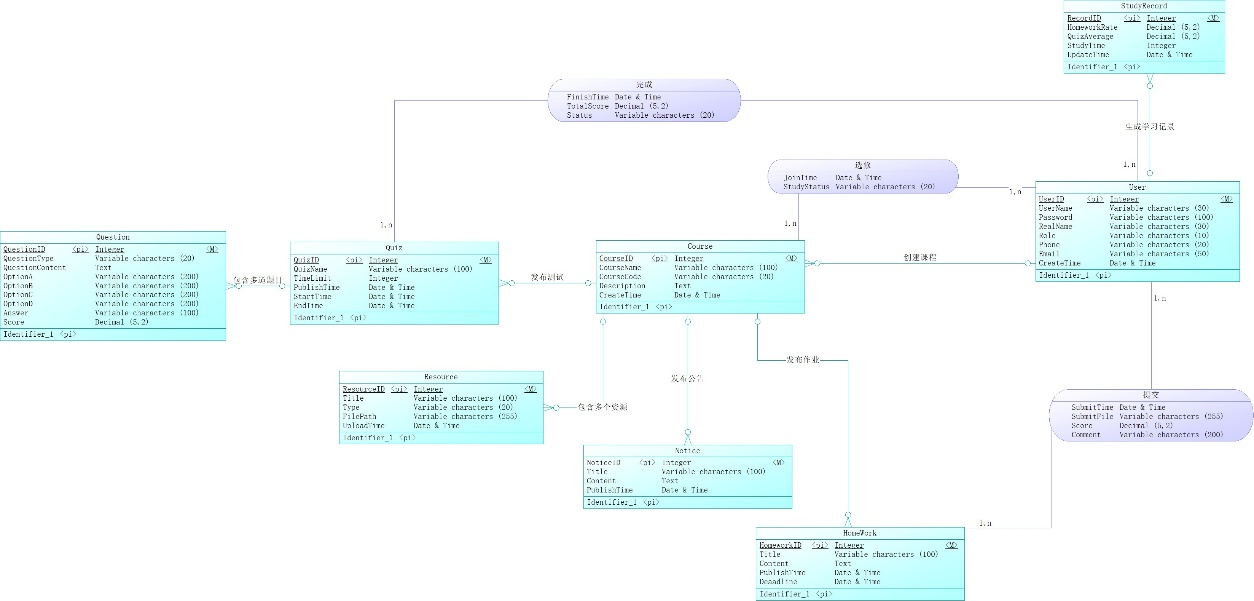 StudyRecord
RecordID <pi> Integer <M>
HomeworkRate Decimal (5,2)
QuizAverage Decimal (5,2)
StudyTime Integer
UpdateTime Date & Time
Identifier_1 <pi>
完成
FinishTime Date & Time
TotalScore Decimal (5,2)
Status Variable characters (20)
生成学习记录
1,n
选修
JoinTime Date & Time
StudyStatus Variable characters (20)
1,n
User
UserID <pi> Integer <M>
UserName Variable characters (30)
Password Variable characters (100)
RealName Variable characters (30)
Role Variable characters (10)
Phone Variable characters (20)
Email Variable characters (50)
CreateTime Date & Time
Identifier_1 <pi>
1,n
1,n
Question
QuestionID <pi> Integer <M>
QuestionType Variable characters (20)
QuestionContent Text
OptionA Variable characters (200)
OptionB Variable characters (200)
OptionC Variable characters (200)
OptionD Variable characters (200)
Answer Variable characters (100)
Score Decimal (5,2)
Identifier_1 <pi>
包含多道题目
Quiz
QuizID <pi> Integer <M>
QuizName Variable characters (100)
TimeLimit Integer
PublishTime Date & Time
StartTime Date & Time
EndTime Date & Time
Identifier_1 <pi>
发布测试
Course
CourseID <pi> Integer <M>
CourseName Variable characters (100)
CourseCode Variable characters (20)
Description Text
CreateTime Date & Time
Identifier_1 <pi>
创建课程
1,n
发布作业
Resource
ResourceID <pi> Integer <M>
Title Variable characters (100)
Type Variable characters (20)
FilePath Variable characters (255)
UploadTime Date & Time
Identifier_1 <pi>
包含多个资源
发布公告
提交
SubmitTime Date & Time
SubmitFile Variable characters (255)
Score Decimal (5,2)
Comment Variable characters (200)
Notice
NoticeID <pi> Integer <M>
Title Variable characters (100)
Content Text
PublishTime Date & Time
Identifier_1 <pi>
1,n
HomeWork
HomeworkID <pi> Integer <M>
Title Variable characters (100)
Content Text
PublishTime Date & Time
Deaadline Date & Time
Identifier_1 <pi>